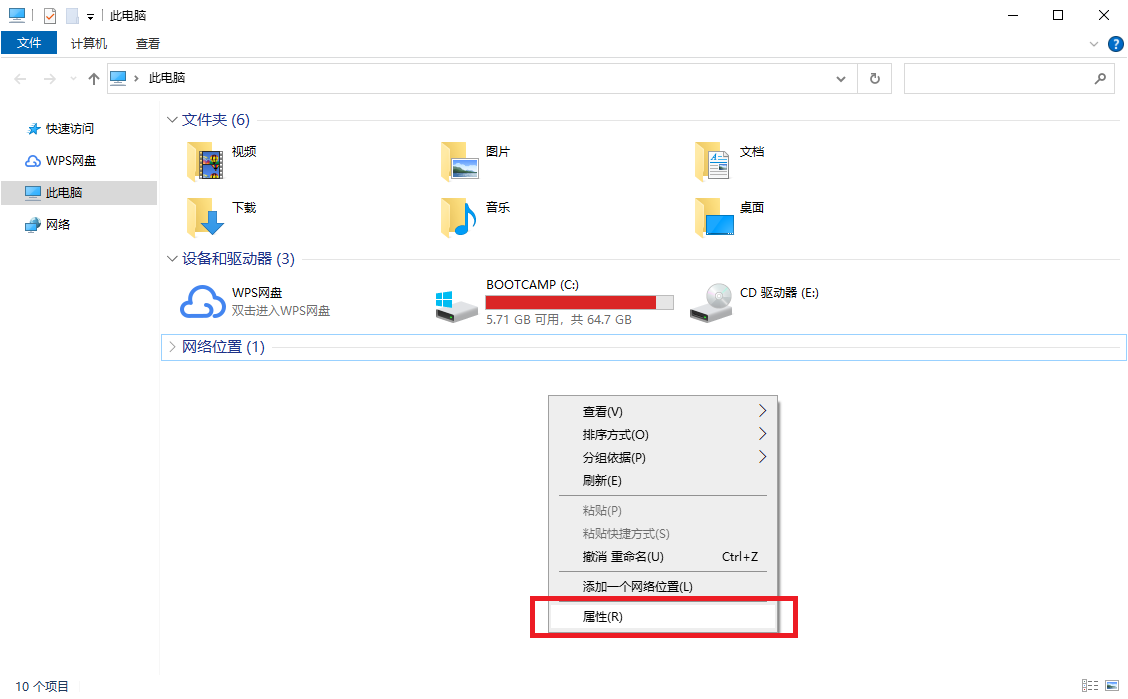 此电脑
文件 计算机 查看
此电脑
快速访问
WPS网盘
此电脑
网络
文件夹 (6)
视频 图片 文档
下载 音乐 桌面
设备和驱动器 (3)
WPS网盘
双击进入WPS网盘
BOOTCAMP (C:)
5.71 GB 可用，共 64.7 GB
CD 驱动器 (E:)
网络位置 (1)
查看(V)
排序方式(O)
分组依据(P)
刷新(E)
粘贴(P)
粘贴快捷方式(S)
撤消 重命名(U) Ctrl+Z
添加一个网络位置(L)
属性(R)
10 个项目